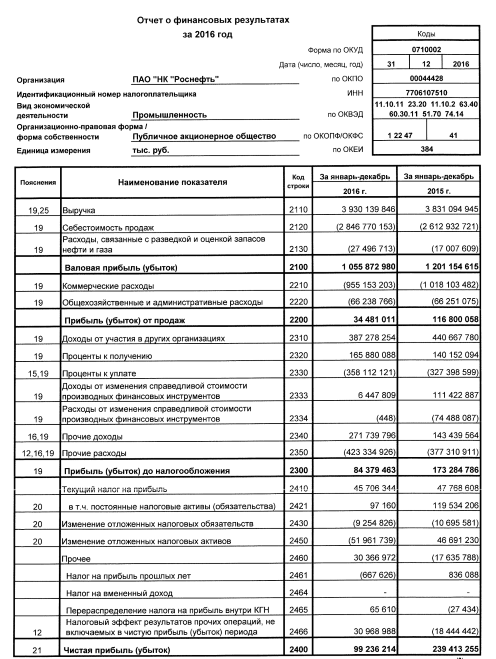 Отчет о финансовых результатах
за 2016 год
Коды
Форма по ОКУД 0710002
Дата (число, месяц, год) 31 12 2016
Организация ПАО "НК "Роснефть" по ОКПО 00044428
Идентификационный номер налогоплательщика ИНН 7706107510
Вид экономической
деятельности Промышленность по ОКВЭД
11.10.11 23.20 11.10.2 63.40
60.30.11 51.70 74.14
Организационно-правовая форма /
форма собственности Публичное акционерное общество по ОКОПФ/ОКФС 1 22 47 41
Единица измерения тыс. руб. по ОКЕИ 384
Пояснения Наименование показателя Код строки За январь-декабрь 2016 г. За январь-декабрь 2015 г.
19,25 Выручка 2110 3 930 139 846 3 831 094 945
19 Себестоимость продаж 2120 (2 846 770 153) (2 612 932 721)
Расходы, связанные с разведкой и оценкой запасов
19 нефти и газа 2130 (27 496 713) (17 007 609)
Валовая прибыль (убыток) 2100 1 055 872 980 1 201 154 615
19 Коммерческие расходы 2210 (955 153 203) (1 018 103 482)
19 Общехозяйственные и административные расходы 2220 (66 238 766) (66 251 075)
Прибыль (убыток) от продаж 2200 34 481 011 116 800 058
19 Доходы от участия в других организациях 2310 387 278 254 440 667 780
19 Проценты к получению 2320 165 880 088 140 152 094
15,19 Проценты к уплате 2330 (358 112 121) (327 398 599)
Доходы от изменения справедливой стоимости
19 производных финансовых инструментов 2333 6 447 809 111 422 887
Расходы от изменения справедливой стоимости
19 производных финансовых инструментов 2334 (448) (74 488 087)
16,19 Прочие доходы 2340 271 739 796 143 439 564
12,16,19 Прочие расходы 2350 (423 334 926) (377 310 911)
19 Прибыль (убыток) до налогообложения 2300 84 379 463 173 284 786
Текущий налог на прибыль 2410 45 706 344 47 768 608
20 в т.ч. постоянные налоговые активы (обязательства) 2421 97 160 119 534 206
20 Изменение отложенных налоговых обязательств 2430 (9 254 826) (10 695 581)
20 Изменение отложенных налоговых активов 2450 (51 961 739) 46 691 230
Прочее 2460 30 366 972 (17 635 788)
Налог на прибыль прошлых лет 2461 (667 626) 836 088
Налог на вмененный доход 2464 - -
Перераспределение налога на прибыль внутри КГН 2465 65 610 (27 434)
Налоговый эффект результатов прочих операций, не
12 включаемых в чистую прибыль (убыток) периода 2466 30 968 988 (18 444 442)
21 Чистая прибыль (убыток) 2400 99 236 214 239 413 255